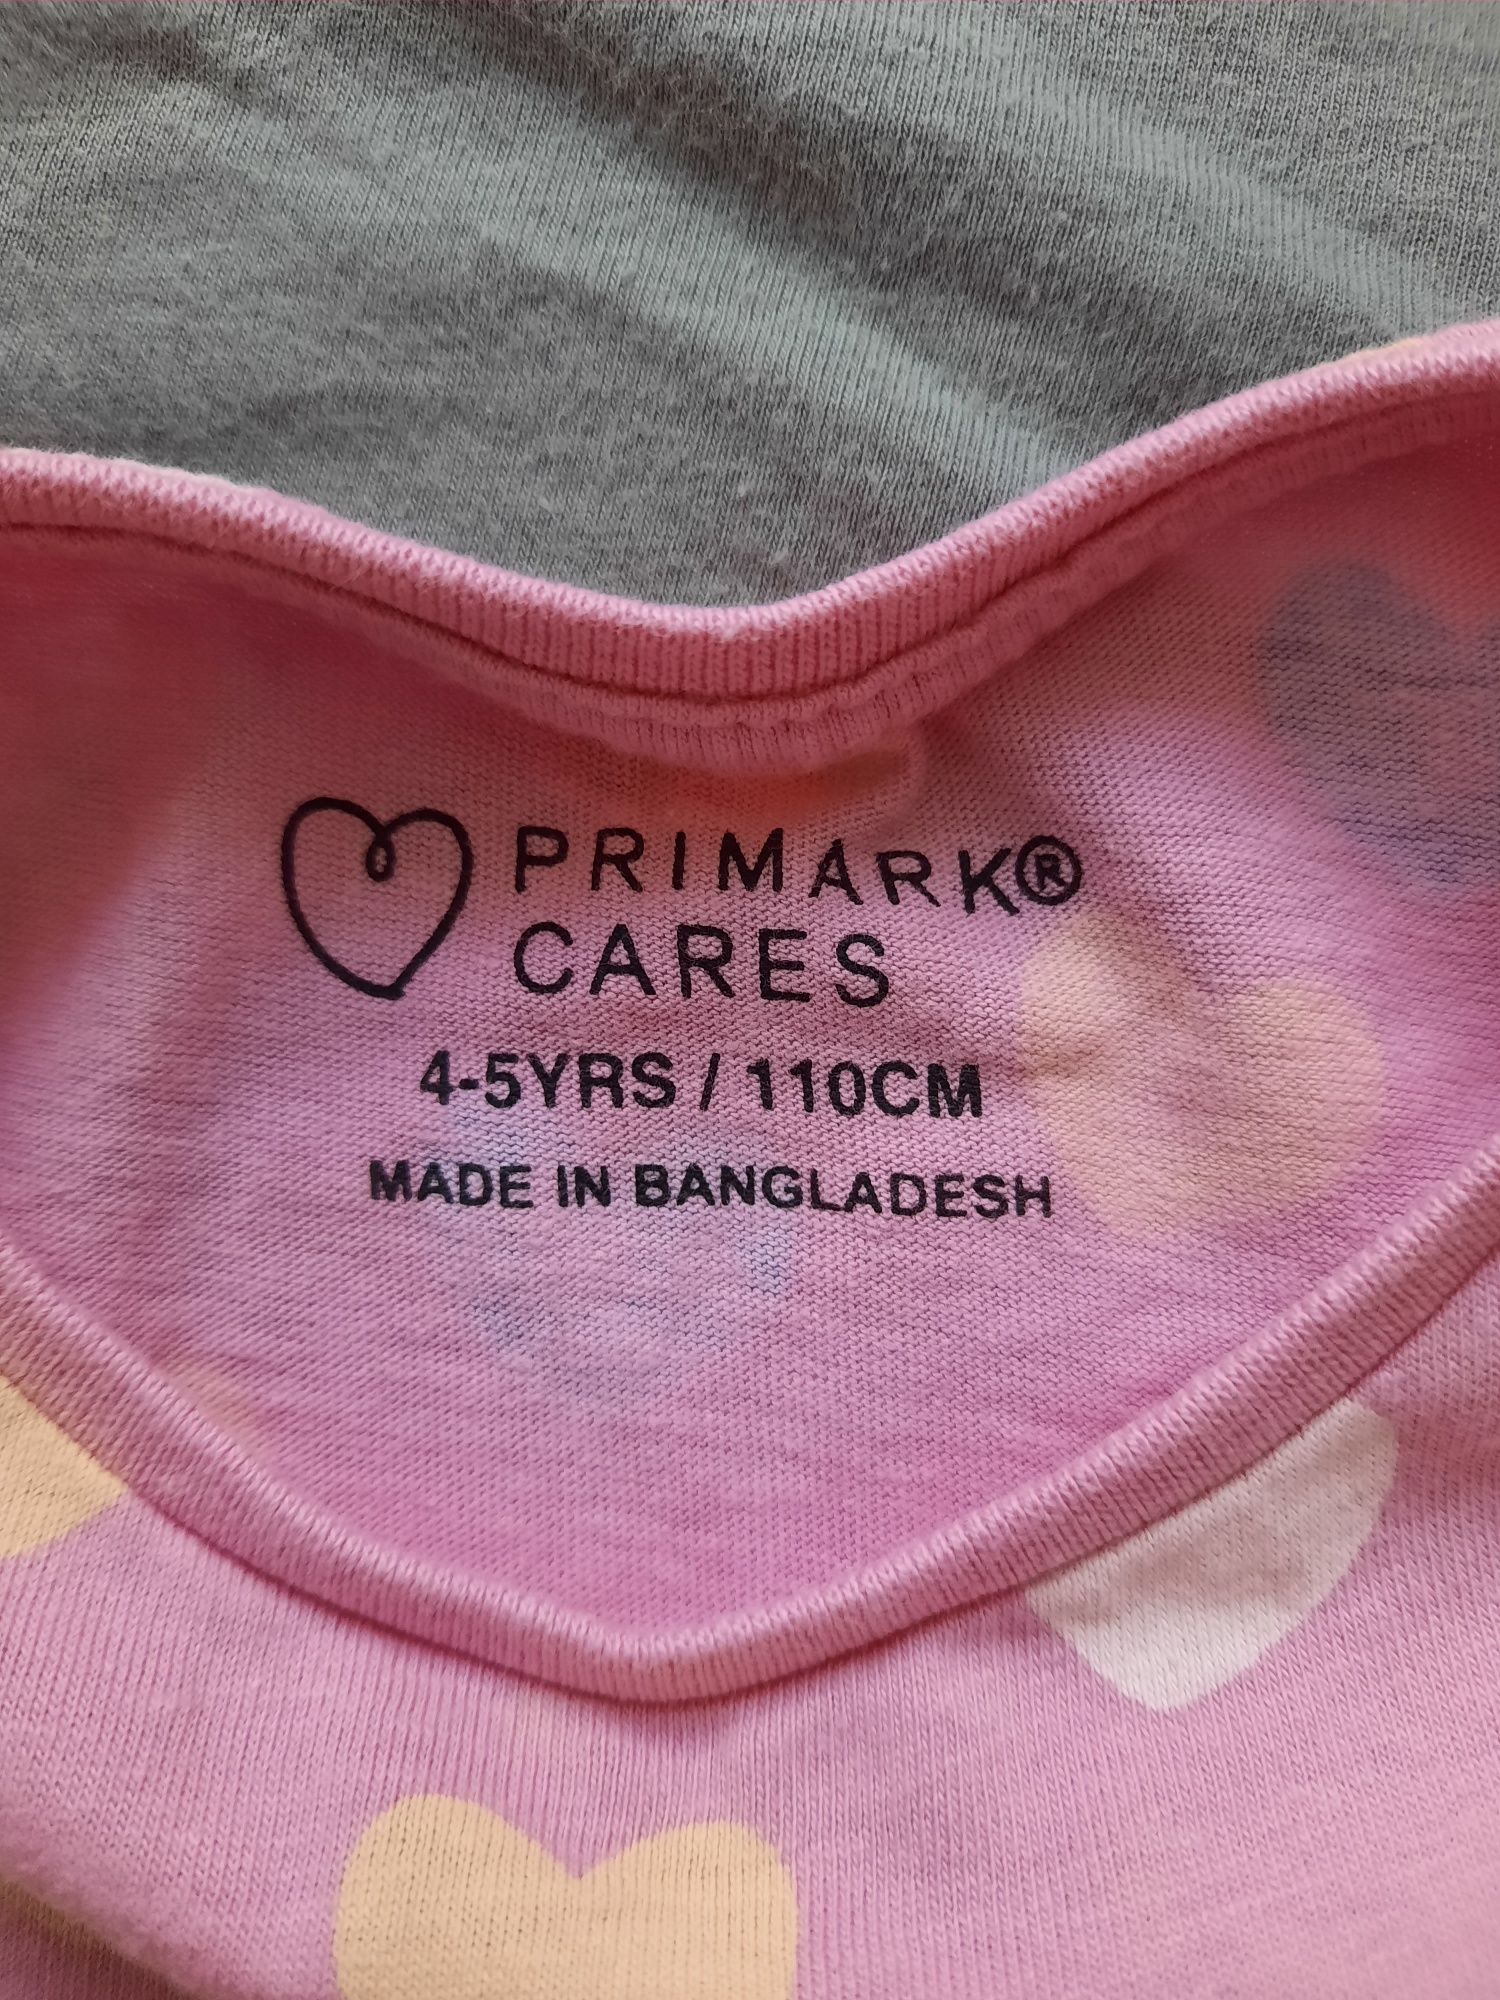 PRIMARK®
CARES
4-5YRS / 110CM
MADE IN BANGLADESH